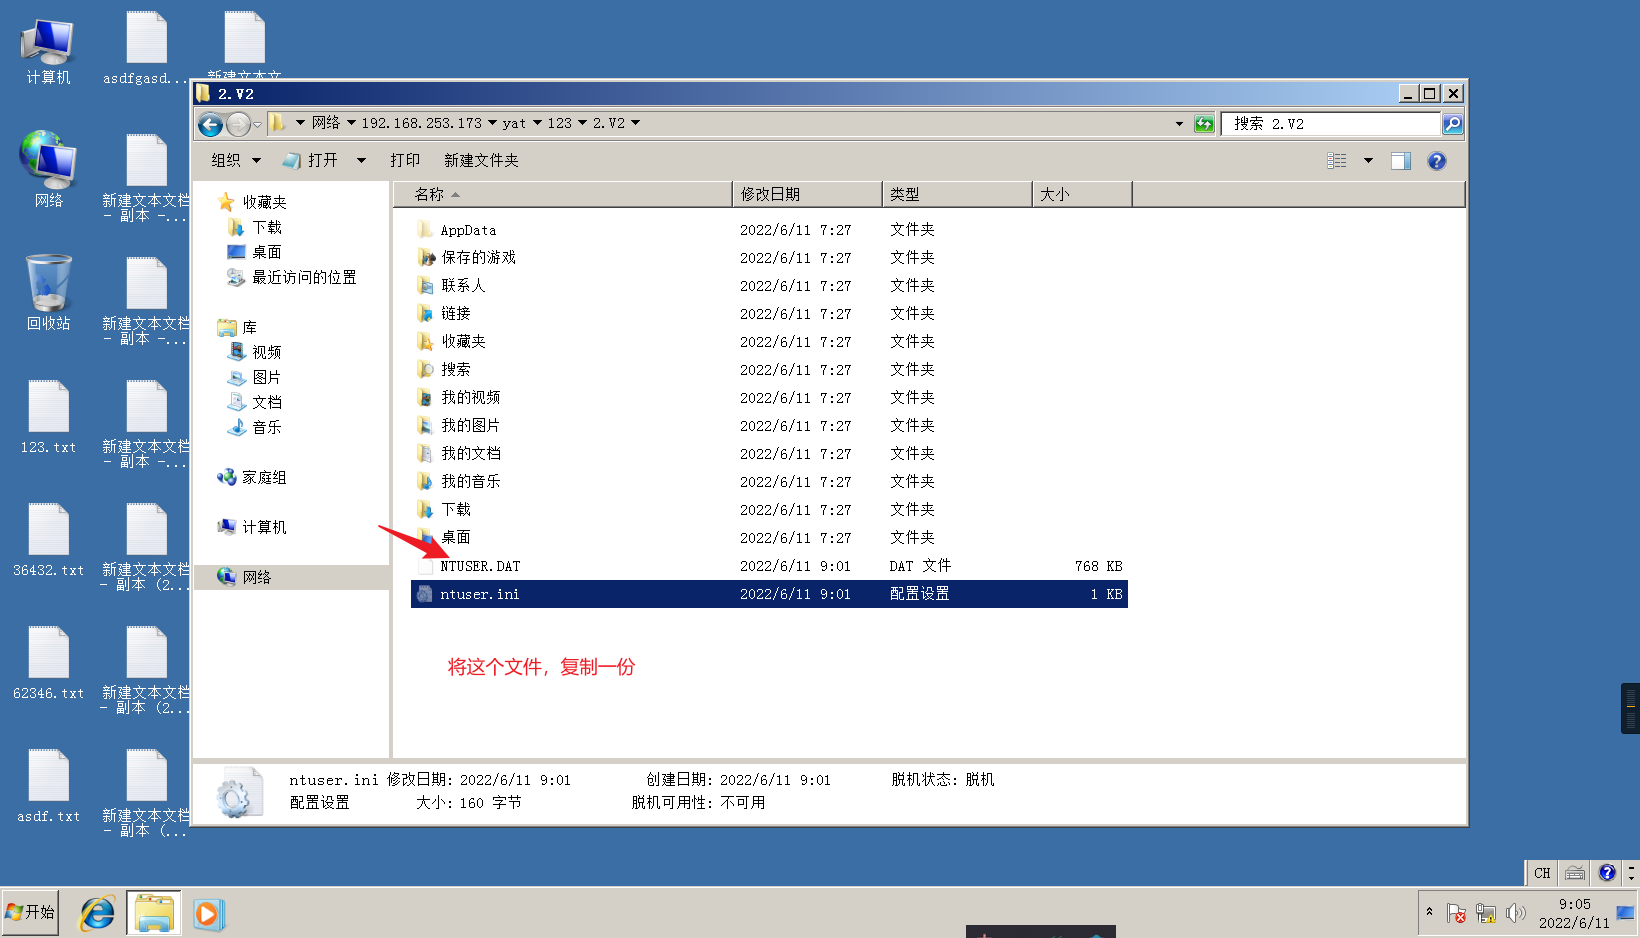 计算机
asdfgasd...
新建文本文
网络
新建文本文档
- 副本 -...
回收站
新建文本文档
- 副本 -...
123.txt
新建文本文档
- 副本 -...
36432.txt
新建文本文档
- 副本 (2...
62346.txt
新建文本文档
- 副本 (2...
asdf.txt
新建文本文档
- 副本 (...
2.V2
网络 192.168.253.173 yat 123 2.V2
搜索 2.V2
组织 打开 打印 新建文件夹
收藏夹
下载
桌面
最近访问的位置
库
视频
图片
文档
音乐
家庭组
计算机
网络
名称 修改日期 类型 大小
AppData 2022/6/11 7:27 文件夹
保存的游戏 2022/6/11 7:27 文件夹
联系人 2022/6/11 7:27 文件夹
链接 2022/6/11 7:27 文件夹
收藏夹 2022/6/11 7:27 文件夹
搜索 2022/6/11 7:27 文件夹
我的视频 2022/6/11 7:27 文件夹
我的图片 2022/6/11 7:27 文件夹
我的文档 2022/6/11 7:27 文件夹
我的音乐 2022/6/11 7:27 文件夹
下载 2022/6/11 7:27 文件夹
桌面 2022/6/11 7:27 文件夹
NTUSER.DAT 2022/6/11 9:01 DAT 文件 768 KB
ntuser.ini 2022/6/11 9:01 配置设置 1 KB
将这个文件，复制一份
ntuser.ini 修改日期: 2022/6/11 9:01 创建日期: 2022/6/11 9:01 脱机状态: 脱机
配置设置 大小: 160 字节 脱机可用性: 不可用
CH
开始
9:05
2022/6/11